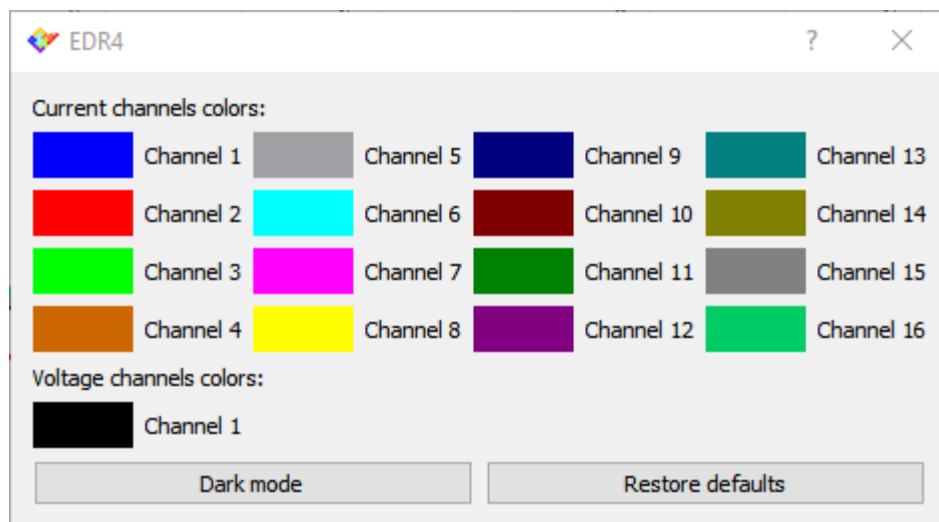 EDR4 ?
Current channels colors:
Channel 1 Channel 5 Channel 9 Channel 13
Channel 2 Channel 6 Channel 10 Channel 14
Channel 3 Channel 7 Channel 11 Channel 15
Channel 4 Channel 8 Channel 12 Channel 16
Voltage channels colors:
Channel 1
Dark mode Restore defaults